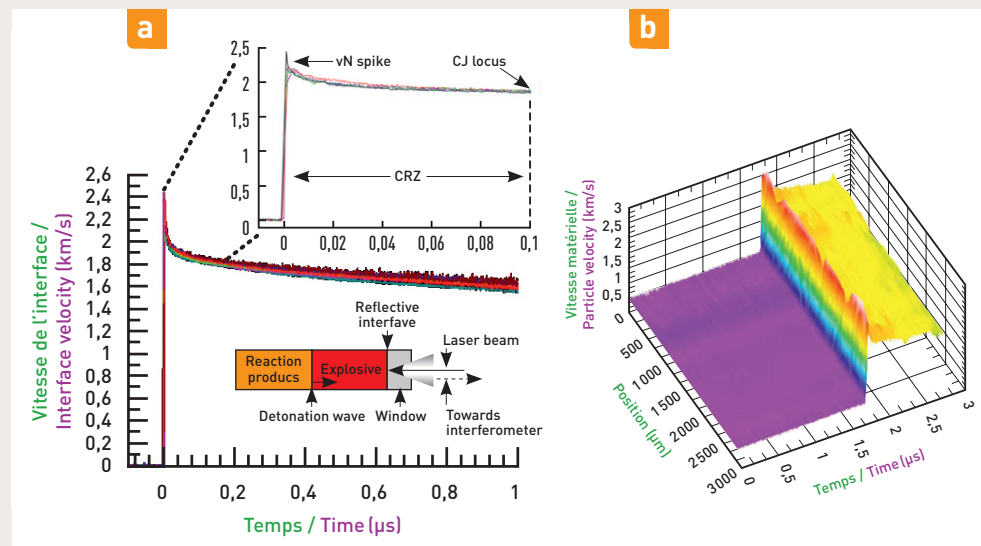 a
2,5
2
1,5
1
0,5
0
vN spike
CJ locus
CRZ
0
0,02
0,04
0,06
0,08
0,1
Vitesse de l'interface /
Interface velocity (km/s)
2,6
2,4
2,2
2
1,8
1,6
1,4
1,2
1
0,8
0,6
0,4
0,2
0
Reflective
interfave
Laser beam
Reaction
producs
Explosive
Detonation wave
Window
Towards
interferometer
0
0,2
0,4
0,6
0,8
1
Temps / Time (µs)
b
Vitesse matérielle /
Particle velocity (km/s)
3
2,5
2
1,5
1
0,5
0
0
500
1 000
1500
2000
2500
3000
Position (µm)
0
0,5
1
1,5
2
2,5
3
Temps / Time (µs)